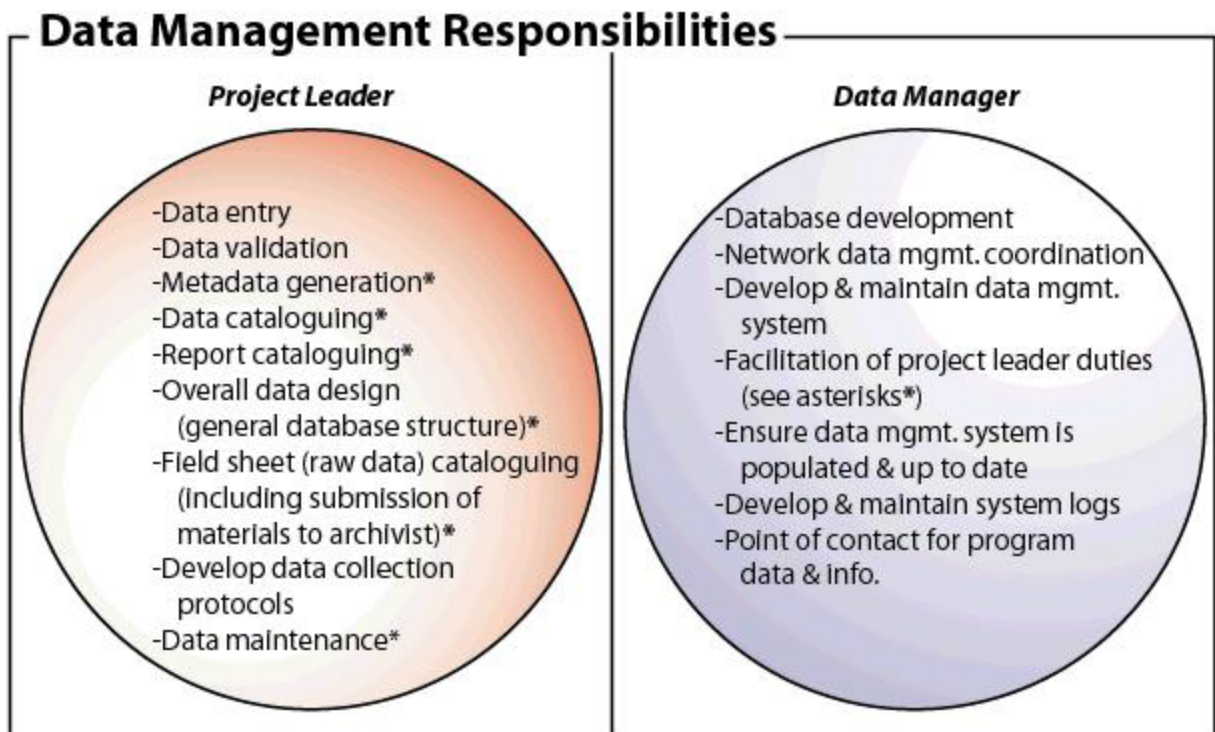 Data Management Responsibilities
Project Leader
-Data entry
-Data validation
-Metadata generation*
-Data cataloguing*
-Report cataloguing*
-Overall data design
(general database structure)*
-Field sheet (raw data) cataloguing
(including submission of
materials to archivist)*
-Develop data collection
protocols
-Data maintenance*
Data Manager
-Database development
-Network data mgmt. coordination
-Develop & maintain data mgmt.
system
-Facilitation of project leader duties
(see asterisks*)
-Ensure data mgmt. system is
populated & up to date
-Develop & maintain system logs
-Point of contact for program
data & info.